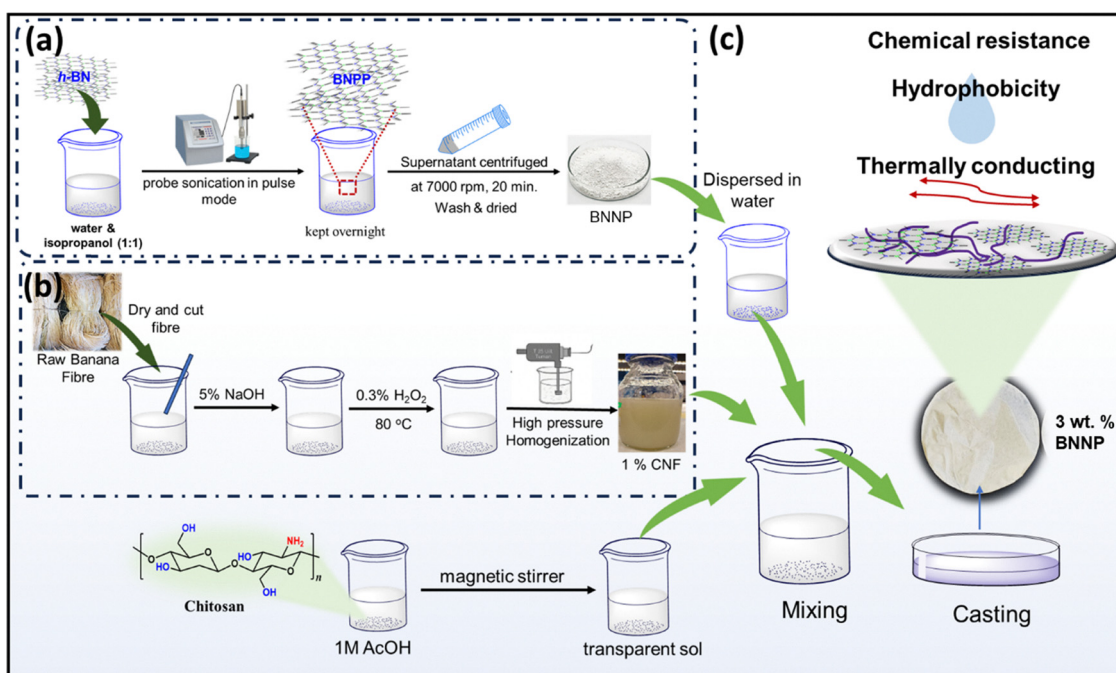 (a)
h-BN
water &
isopropanol (1:1)
probe sonication in pulse
mode
BNPP
kept overnight
Supernatant centrifuged
at 7000 rpm, 20 min.
Wash & dried
BNNP
Dispersed in
water
(b)
Raw Banana
Fibre
Dry and cut
fibre
5% NaOH
0.3% H₂O₂
80 °C
High pressure
Homogenization
1 % CNF
OH
HO
O
O
HO
NH₂
O
O
OH
n
Chitosan
1M AcOH
magnetic stirrer
transparent sol
Mixing
Casting
(c)
Chemical resistance
Hydrophobicity
Thermally conducting
3 wt. %
BNNP